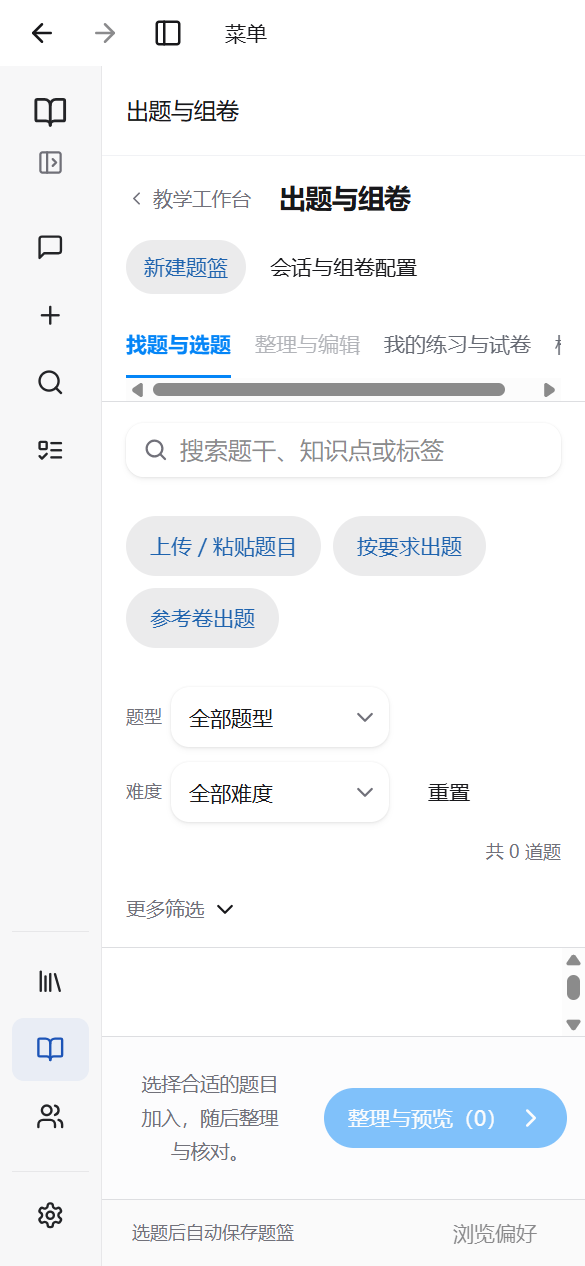 菜单
出题与组卷
教学工作台 出题与组卷
新建题篮 会话与组卷配置
找题与选题 整理与编辑 我的练习与试卷
搜索题干、知识点或标签
上传 / 粘贴题目 按要求出题
参考卷出题
题型 全部题型
难度 全部难度 重置
共 0 道题
更多筛选
选择合适的题目
加入，随后整理
与核对。
整理与预览（0）
选题后自动保存题篮 浏览偏好